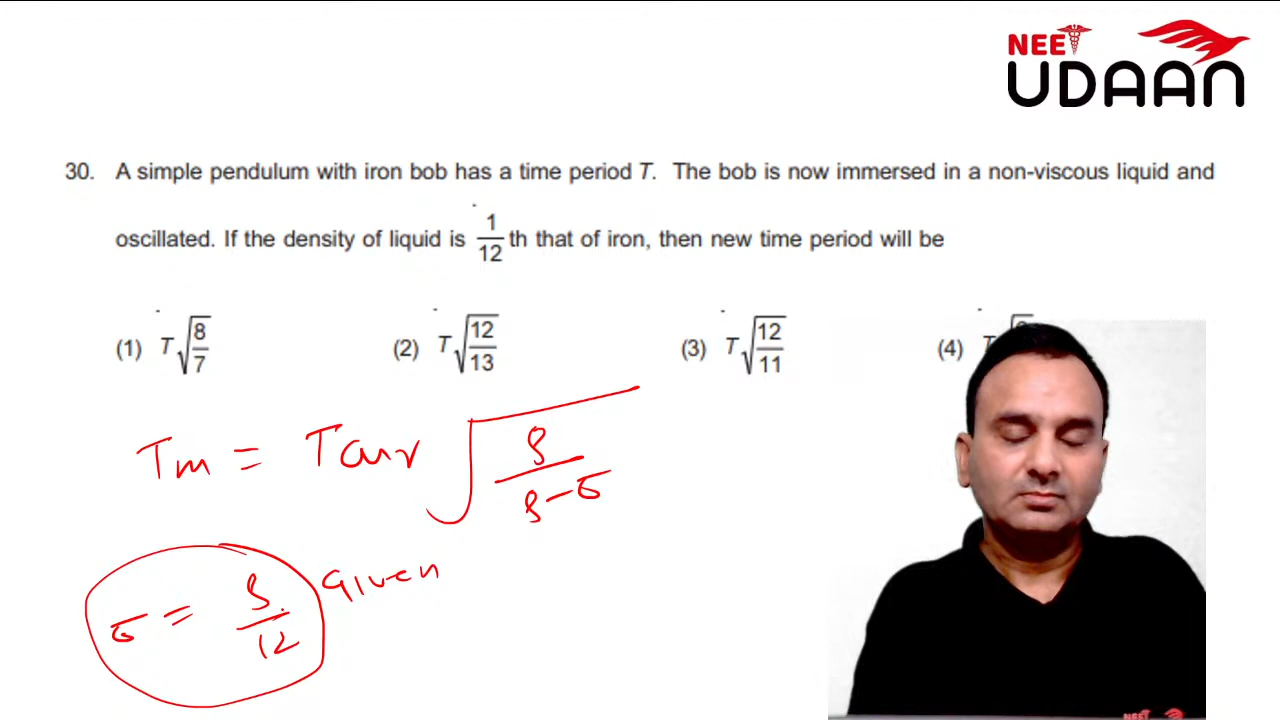 NEET
UDAAN
30. A simple pendulum with iron bob has a time period T. The bob is now immersed in a non-viscous liquid and
oscillated. If the density of liquid is 1/12 th that of iron, then new time period will be
(1) T√(8/7) (2) T√(12/13) (3) T√(12/11) (4)
Tm = Tair √(ρ/(ρ-σ))
σ = ρ/12 Given
NEET